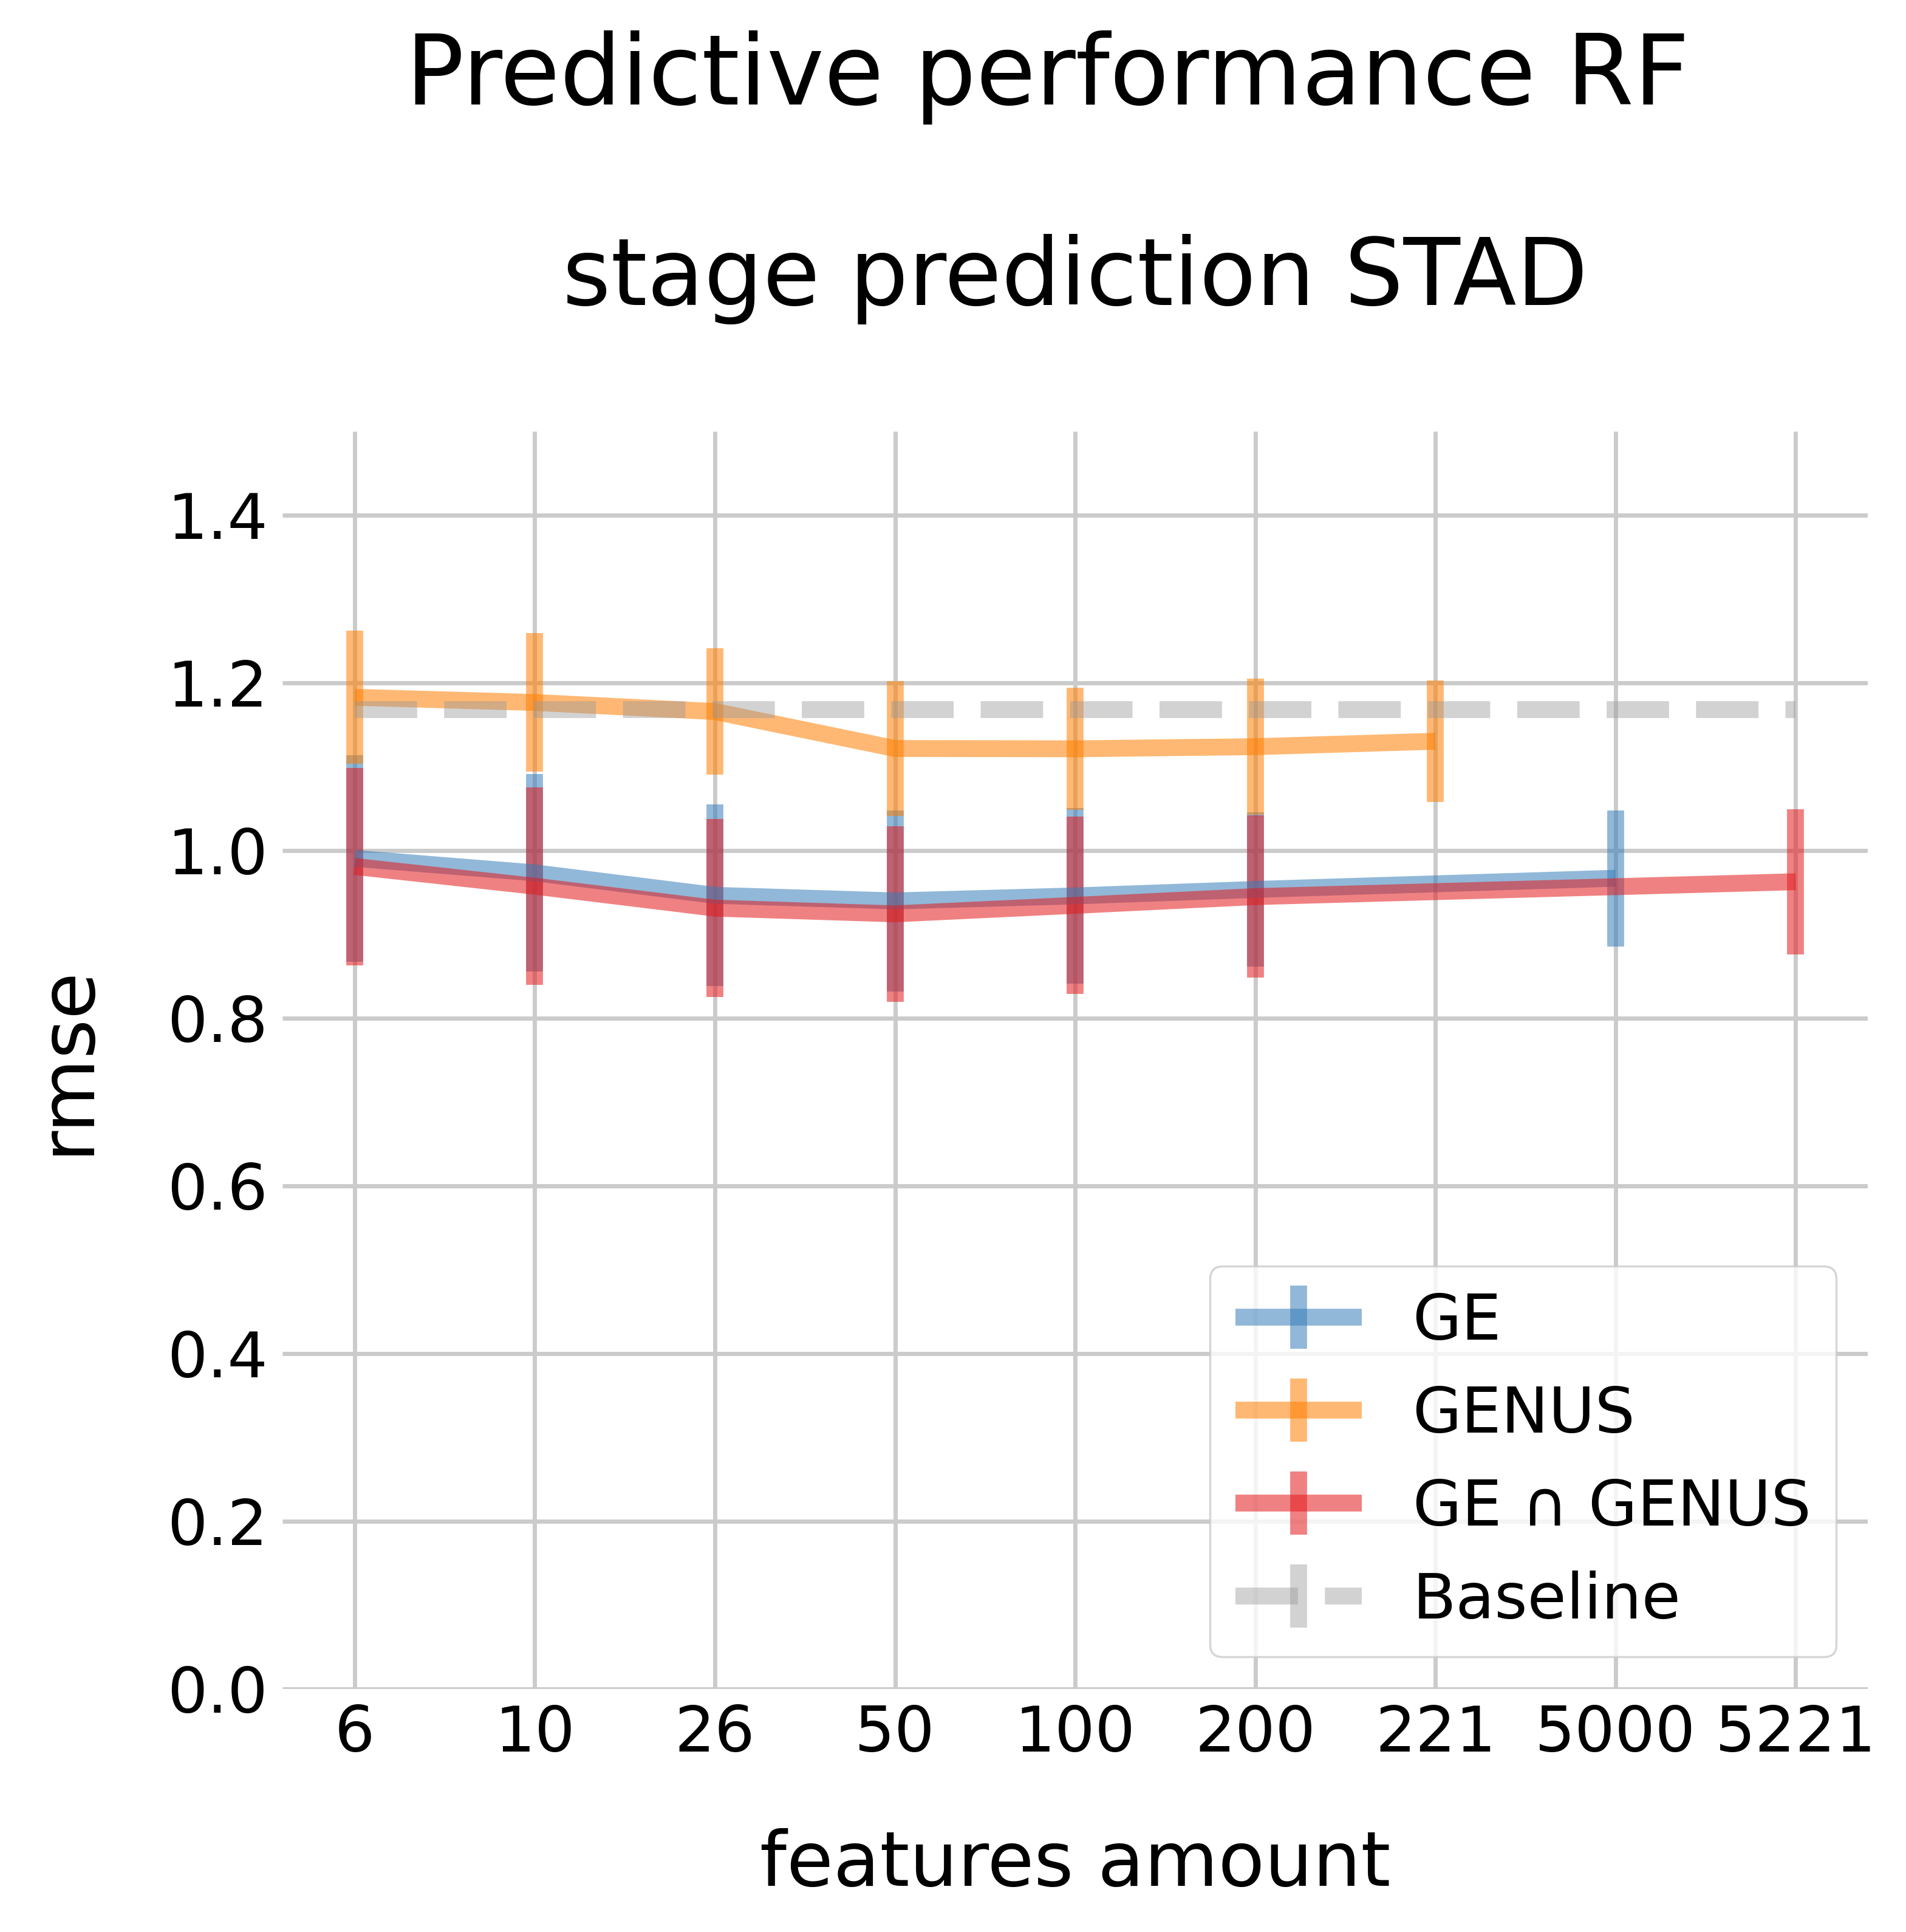 Predictive performance RF
stage prediction STAD
1.4
1.2
1.0
0.8
0.6
0.4
0.2
0.0
rmse
GE
GENUS
GE ∩ GENUS
Baseline
6 10 26 50 100 200 221 5000 5221
features amount